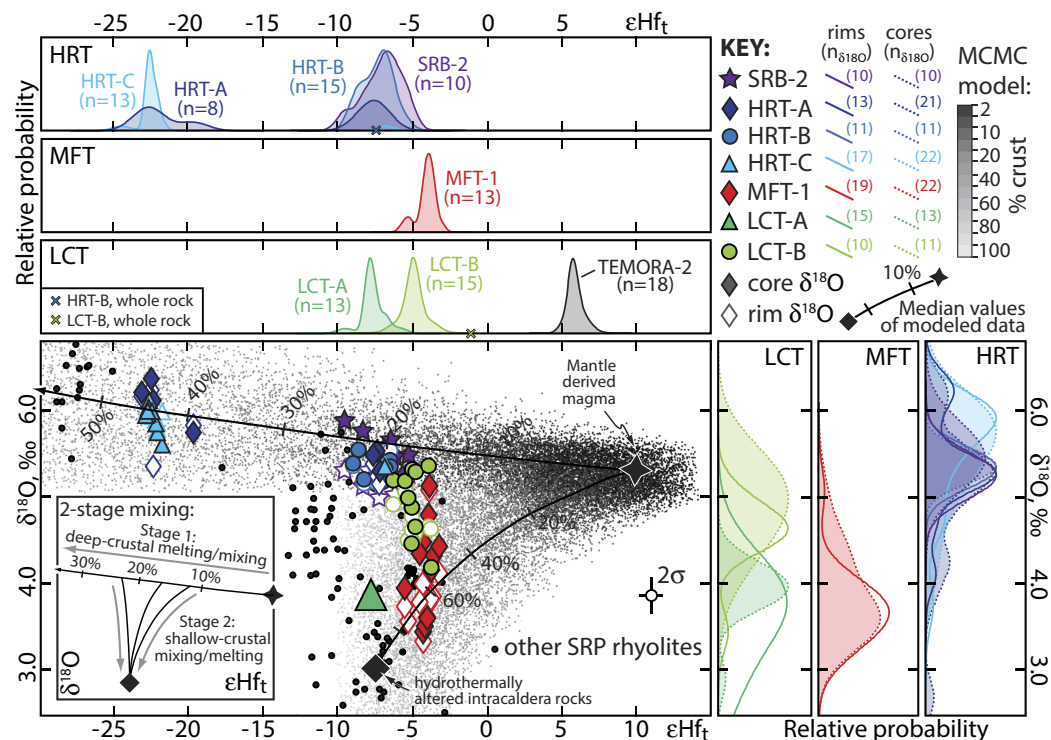 -25 -20 -15 -10 -5 0 5 εHf_t
HRT
HRT-C
(n=13)
HRT-A
(n=8)
HRT-B
(n=15)
SRB-2
(n=10)
-25 -20 -15 -10 -5 0 5 10
MFT
MFT-1
(n=13)
LCT
LCT-A
(n=13)
LCT-B
(n=15)
TEMORA-2
(n=18)
HRT-B, whole rock
LCT-B, whole rock
Relative probability
KEY:
rims
(n_δ18O)
cores
(n_δ18O)
SRB-2 (10) (10)
HRT-A (13) (21)
HRT-B (11) (11)
HRT-C (17) (22)
MFT-1 (19) (22)
LCT-A (15) (13)
LCT-B (10) (11)
core δ¹⁸O
rim δ¹⁸O
MCMC
model:
2
10
20
40
60
80
100
% crust
10%
Median values
of modeled data
Mantle
derived
magma
50%
40%
30%
20%
10%
20%
40%
60%
2σ
other SRP rhyolites
hydrothermally
altered intracaldera rocks
6.0
δ¹⁸O, ‰
4.0
3.0
2-stage mixing:
Stage 1:
deep-crustal melting/mixing
30%
20%
10%
Stage 2:
shallow-crustal
mixing/melting
δ¹⁸O
εHf_t
-25 -20 -15 -10 -5 0 5 10 εHf_t
LCT
MFT
HRT
6.0
δ¹⁸O, ‰
4.0
3.0
Relative probability